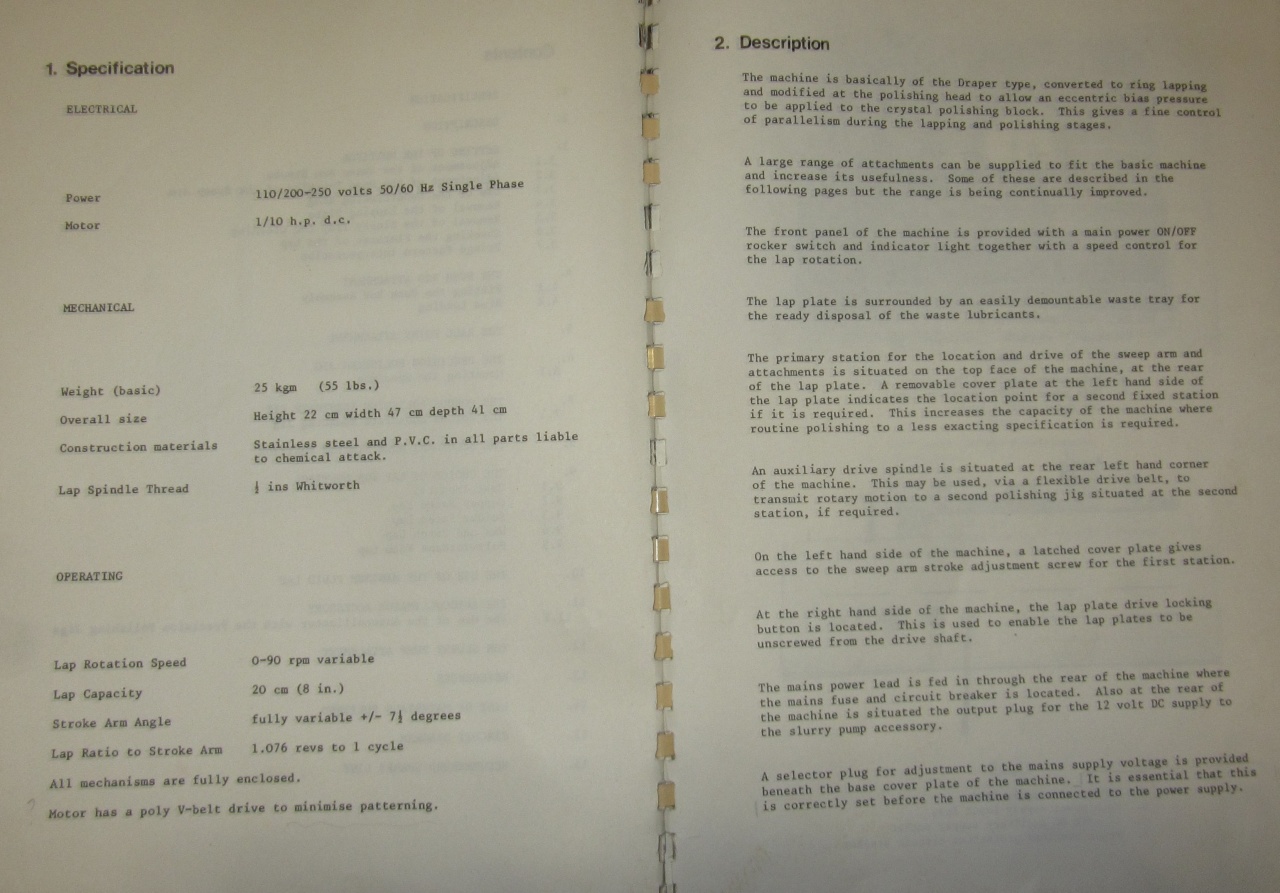 1. Specification
ELECTRICAL
Power 110/200-250 volts 50/60 Hz Single Phase
Motor 1/10 h.p. d.c.
MECHANICAL
Weight (basic) 25 kgm (55 lbs.)
Overall size Height 22 cm width 47 cm depth 41 cm
Construction materials Stainless steel and P.V.C. in all parts liable
to chemical attack.
Lap Spindle Thread ins Whitworth
OPERATING
Lap Rotation Speed 0-90 rpm variable
Lap Capacity 20 cm (8 in.)
Stroke Arm Angle fully variable +/- 7½ degrees
Lap Ratio to Stroke Arm 1.076 revs to 1 cycle
All mechanisms are fully enclosed.
Motor has a poly V-belt drive to minimise patterning.
2. Description
The machine is basically of the Draper type, converted to ring lapping
and modified at the polishing head to allow an eccentric bias pressure
to be applied to the crystal polishing block. This gives a fine control
of parallelism during the lapping and polishing stages.
A large range of attachments can be supplied to fit the basic machine
and increase its usefulness. Some of these are described in the
following pages but the range is being continually improved.
The front panel of the machine is provided with a main power ON/OFF
rocker switch and indicator light together with a speed control for
the lap rotation.
The lap plate is surrounded by an easily demountable waste tray for
the ready disposal of the waste lubricants.
The primary station for the location and drive of the sweep arm and
attachments is situated on the top face of the machine, at the rear
of the lap plate. A removable cover plate at the left hand side of
the lap plate indicates the location point for a second fixed station
if it is required. This increases the capacity of the machine where
routine polishing to a less exacting specification is required.
An auxiliary drive spindle is situated at the rear left hand corner
of the machine. This may be used, via a flexible drive belt, to
transmit rotary motion to a second polishing jig situated at the second
station, if required.
On the left hand side of the machine, a latched cover plate gives
access to the sweep arm stroke adjustment screw for the first station.
At the right hand side of the machine, the lap plate drive locking
button is located. This is used to enable the lap plates to be
unscrewed from the drive shaft.
The mains power lead is fed in through the rear of the machine where
the mains fuse and circuit breaker is located. Also at the rear of
the machine is situated the output plug for the 12 volt DC supply to
the slurry pump accessory.
A selector plug for adjustment to the mains supply voltage is provided
beneath the base cover plate of the machine. It is essential that this
is correctly set before the machine is connected to the power supply.